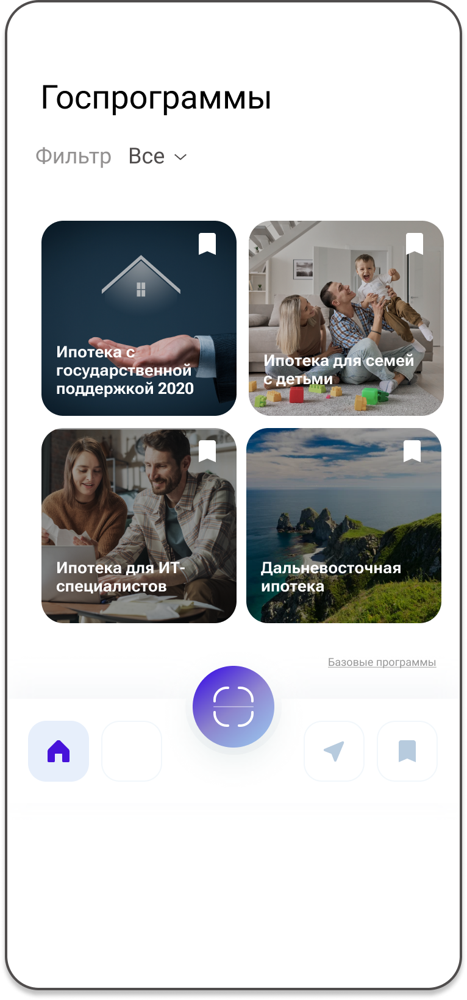 Госпрограммы
Фильтр Все
Ипотека с
государственной
поддержкой 2020
Ипотека для семей
с детьми
Ипотека для ИТ-
специалистов
Дальневосточная
ипотека
Базовые программы